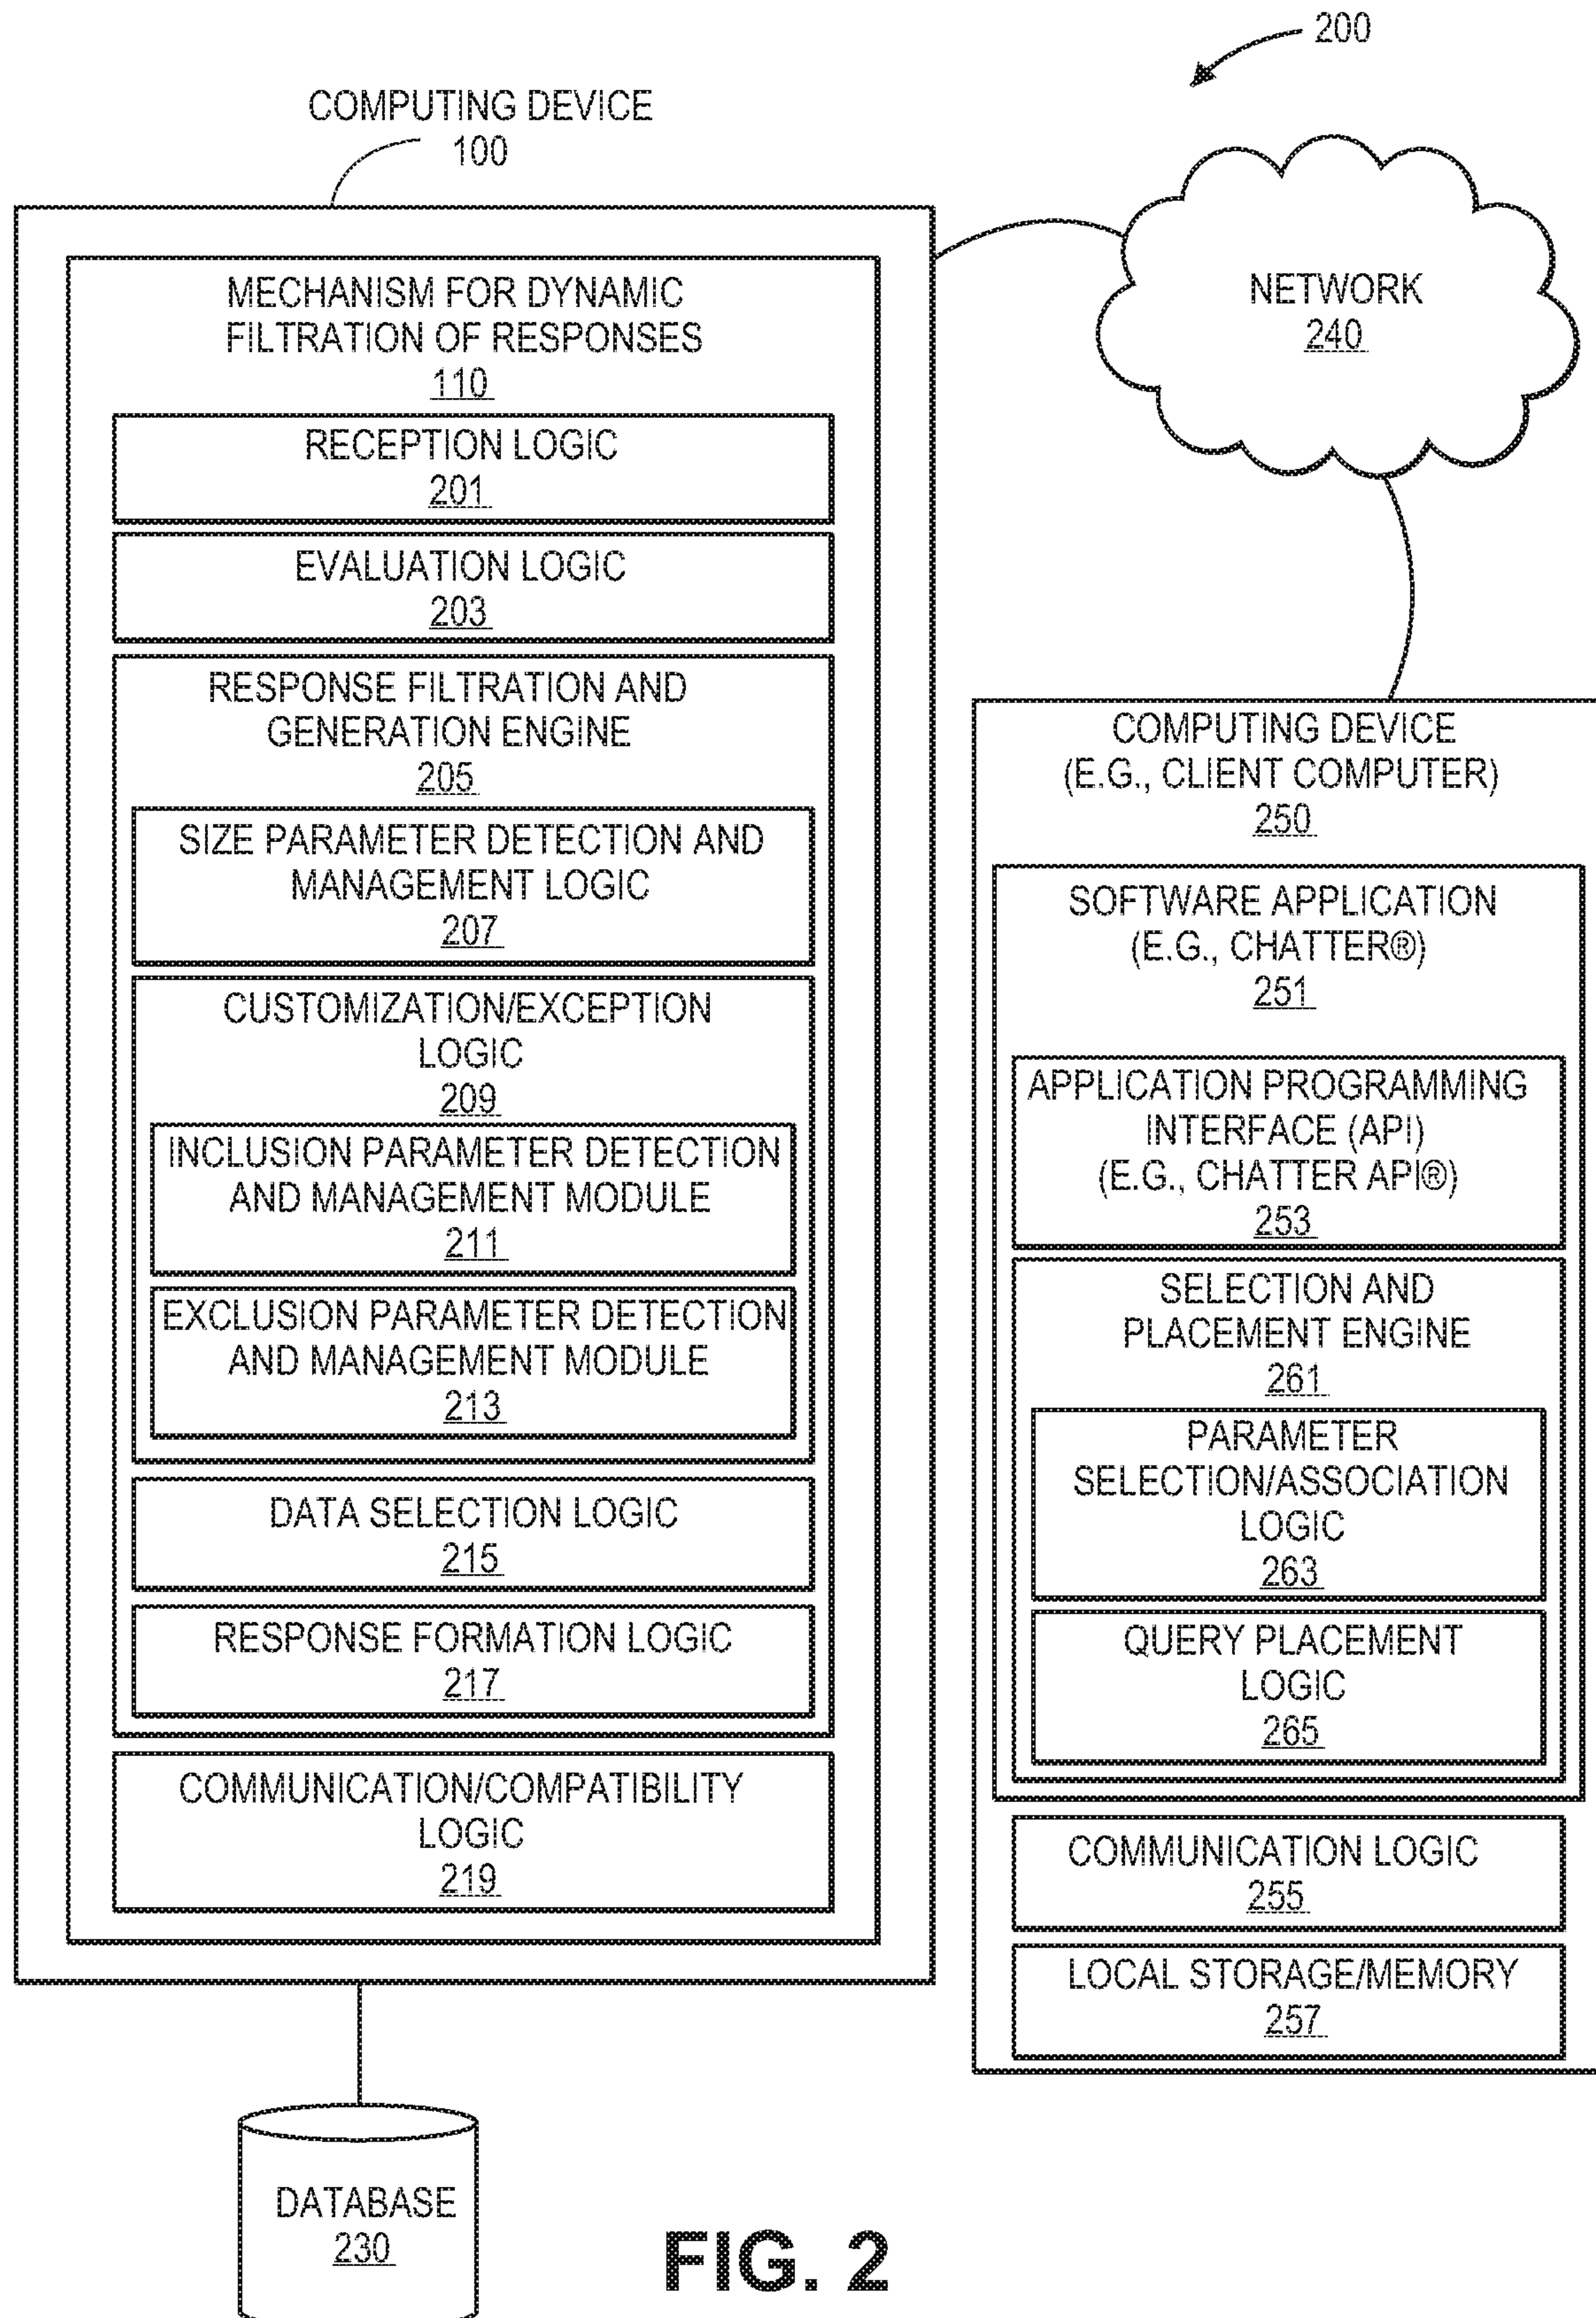 200
COMPUTING DEVICE
100
MECHANISM FOR DYNAMIC
FILTRATION OF RESPONSES
110
RECEPTION LOGIC
201
EVALUATION LOGIC
203
RESPONSE FILTRATION AND
GENERATION ENGINE
205
SIZE PARAMETER DETECTION AND
MANAGEMENT LOGIC
207
CUSTOMIZATION/EXCEPTION
LOGIC
209
INCLUSION PARAMETER DETECTION
AND MANAGEMENT MODULE
211
EXCLUSION PARAMETER DETECTION
AND MANAGEMENT MODULE
213
DATA SELECTION LOGIC
215
RESPONSE FORMATION LOGIC
217
COMMUNICATION/COMPATIBILITY
LOGIC
219
DATABASE
230
NETWORK
240
COMPUTING DEVICE
(E.G., CLIENT COMPUTER)
250
SOFTWARE APPLICATION
(E.G., CHATTER®)
251
APPLICATION PROGRAMMING
INTERFACE (API)
(E.G., CHATTER API®)
253
SELECTION AND
PLACEMENT ENGINE
261
PARAMETER
SELECTION/ASSOCIATION
LOGIC
263
QUERY PLACEMENT
LOGIC
265
COMMUNICATION LOGIC
255
LOCAL STORAGE/MEMORY
257
FIG. 2